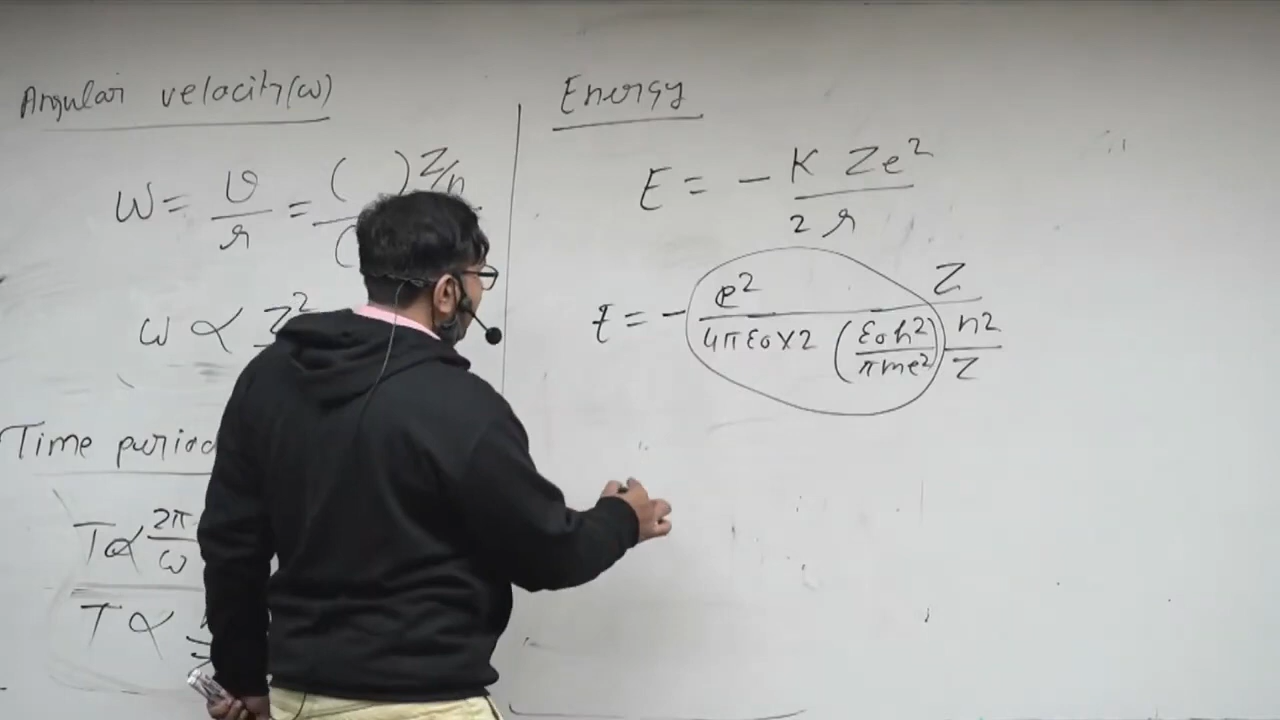 Angular velocity(ω)
ω = v/r = ( ) Z/n / (
ω ∝ Z²
Time period
T ∝ 2π/ω
T ∝
Energy
E = - K Ze² / 2 r
E = - e² / 4πε₀×2 (ε₀h²/πme²) Z / n2/Z